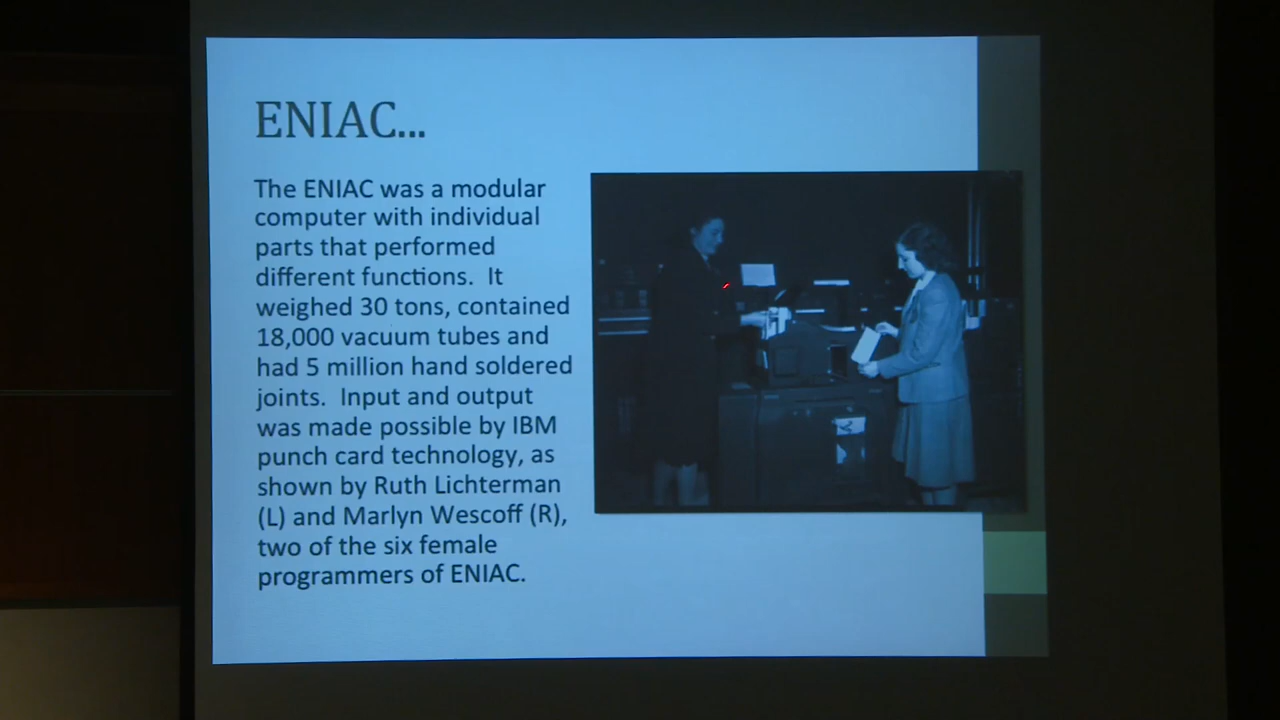 ENIAC...
The ENIAC was a modular
computer with individual
parts that performed
different functions.  It
weighed 30 tons, contained
18,000 vacuum tubes and
had 5 million hand soldered
joints.  Input and output
was made possible by IBM
punch card technology, as
shown by Ruth Lichterman
(L) and Marlyn Wescoff (R),
two of the six female
programmers of ENIAC.